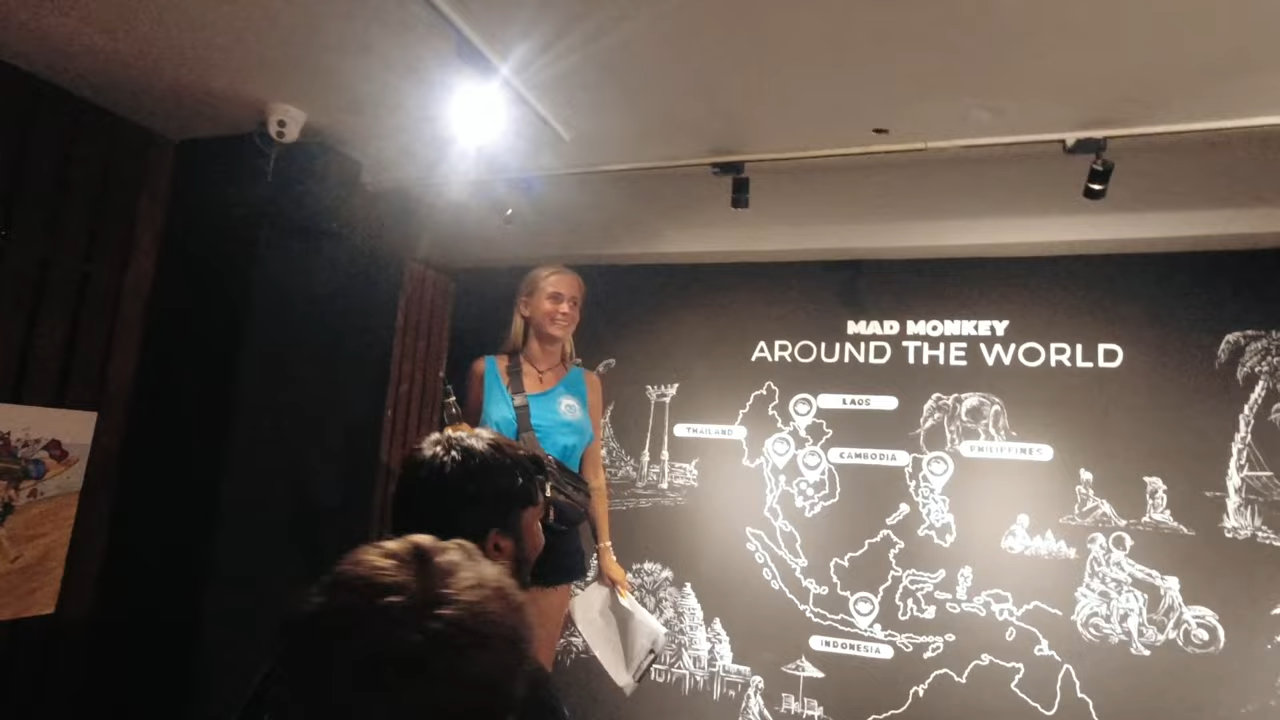 MAD MONKEY
AROUND THE WORLD
LAOS
THAILAND
CAMBODIA
PHILIPPINES
INDONESIA